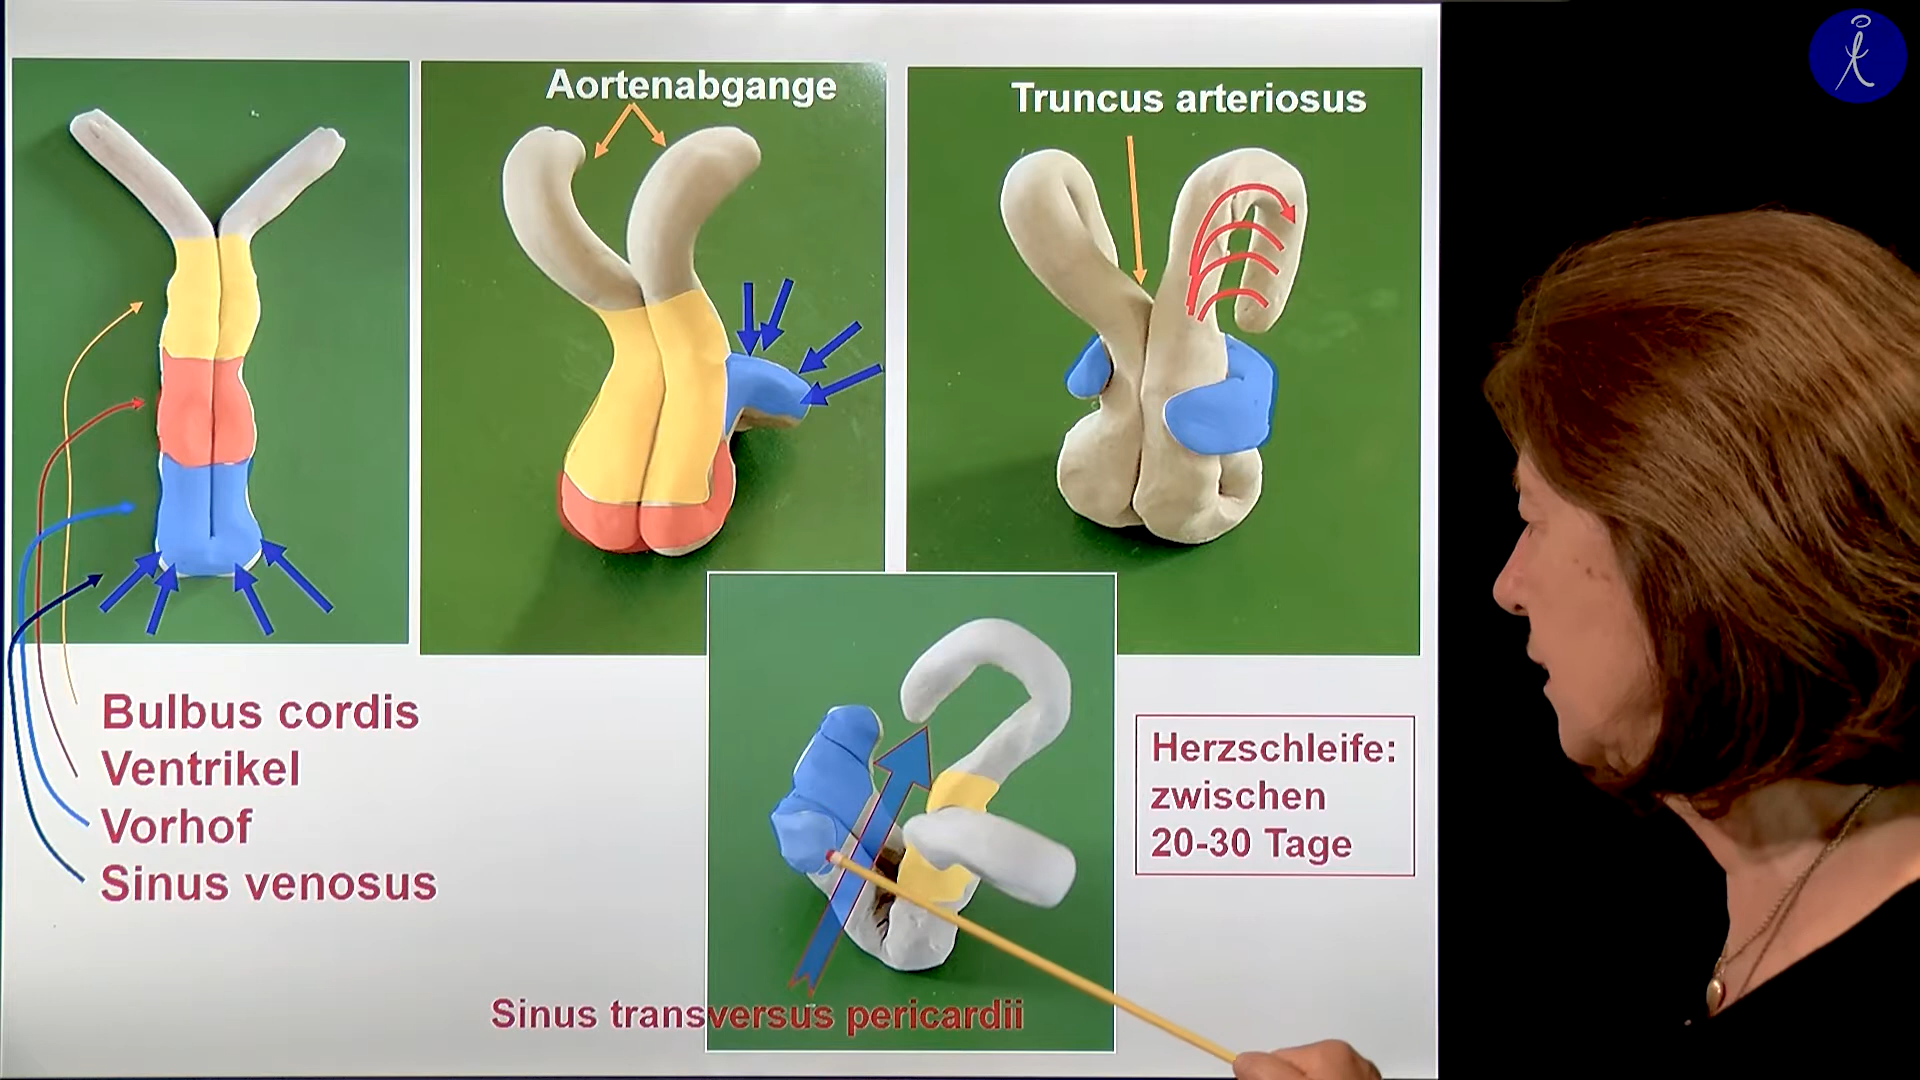 Aortenabgange
Truncus arteriosus
Bulbus cordis
Ventrikel
Vorhof
Sinus venosus
Herzschleife:
zwischen
20-30 Tage
Sinus transversus pericardii